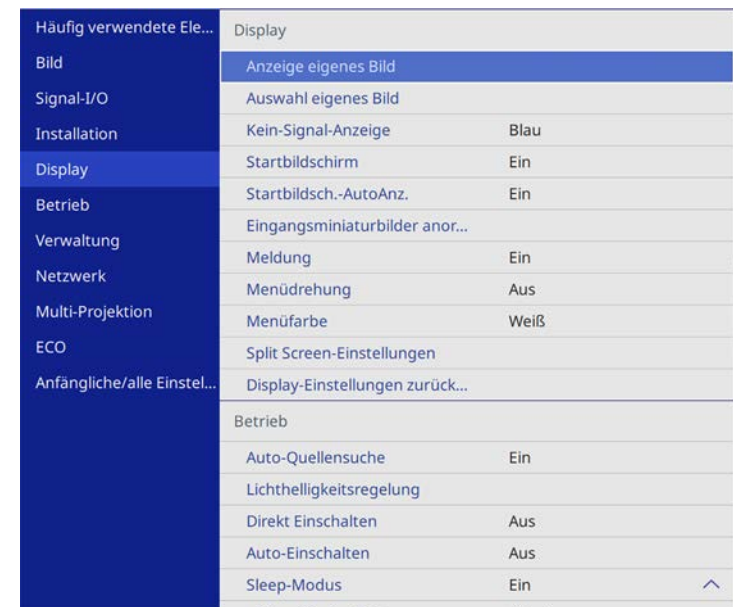 Häufig verwendete Ele...
Bild
Signal-I/O
Installation
Display
Betrieb
Verwaltung
Netzwerk
Multi-Projektion
ECO
Anfängliche/alle Einstel...
Display
Anzeige eigenes Bild
Auswahl eigenes Bild
Kein-Signal-Anzeige Blau
Startbildschirm Ein
Startbildsch.-AutoAnz. Ein
Eingangsminiaturbilder anor...
Meldung Ein
Menüdrehung Aus
Menüfarbe Weiß
Split Screen-Einstellungen
Display-Einstellungen zurück...
Betrieb
Auto-Quellensuche Ein
Lichthelligkeitsregelung
Direkt Einschalten Aus
Auto-Einschalten Aus
Sleep-Modus Ein